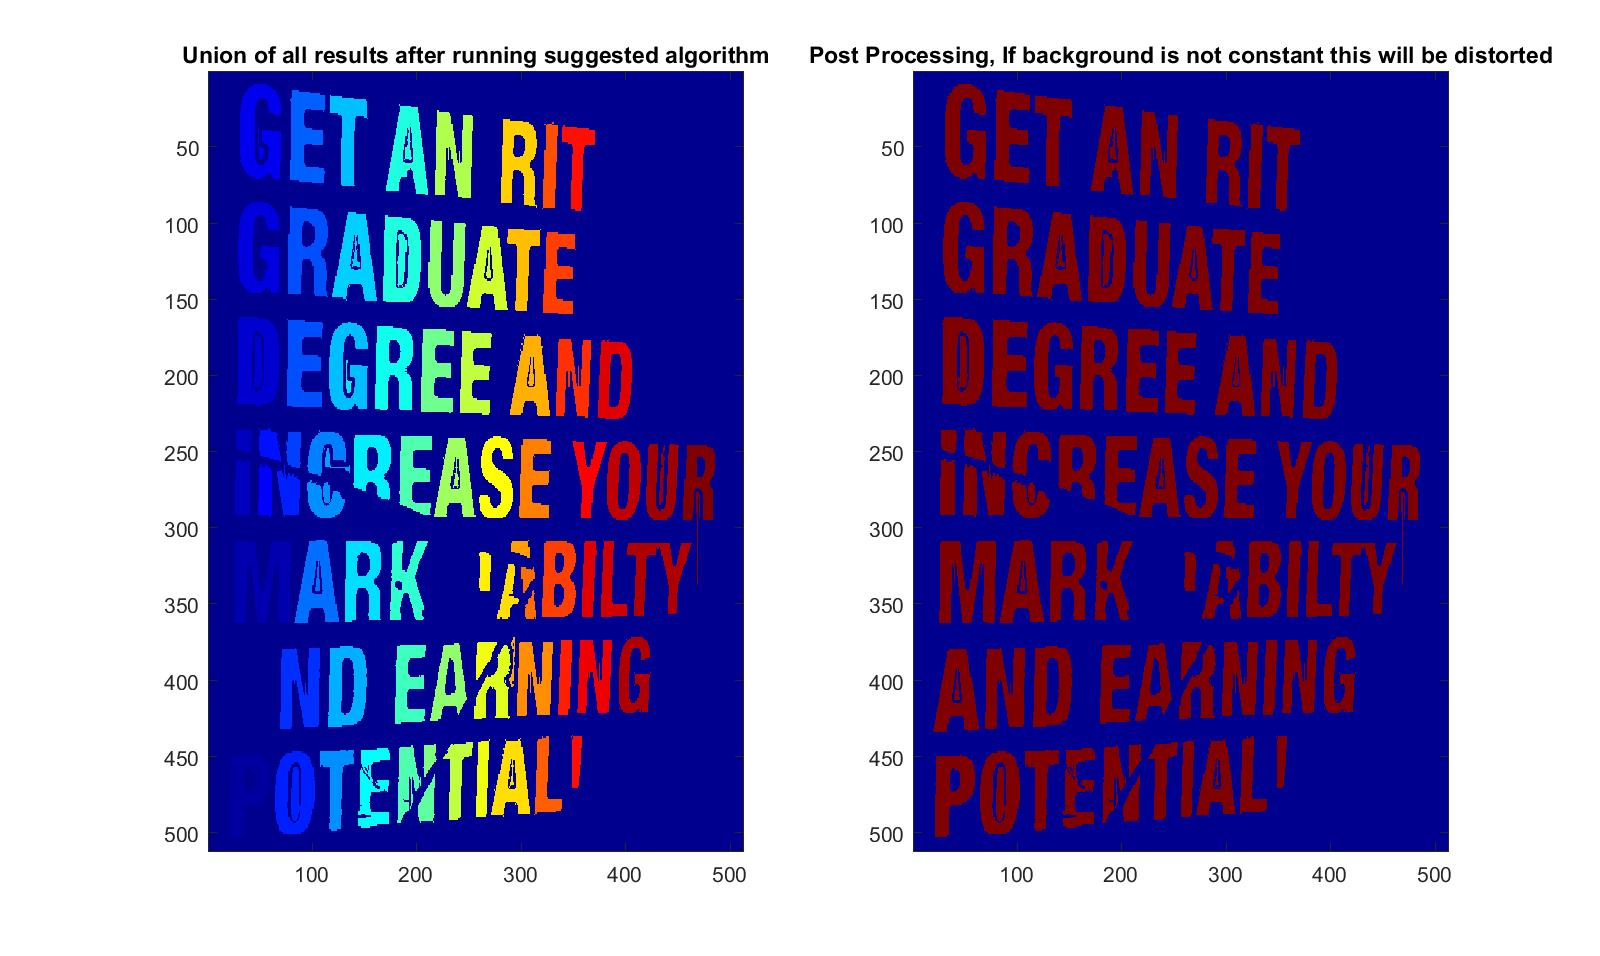 Union of all results after running suggested algorithm
GET AN RIT
GRADUATE
DEGREE AND
INCREASE YOUR
MARK ABILTY
ND EARNING
POTENTIAL
50
100
150
200
250
300
350
400
450
500
100 200 300 400 500
Post Processing, If background is not constant this will be distorted
GET AN RIT
GRADUATE
DEGREE AND
INCREASE YOUR
MARK ABILTY
AND EARNING
POTENTIAL
50
100
150
200
250
300
350
400
450
500
100 200 300 400 500